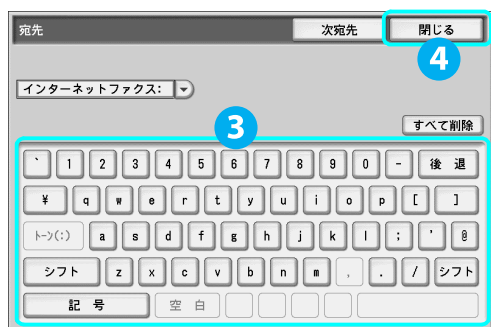 宛先 次宛先 閉じる
4
インターネットファクス:
3
すべて削除
` 1 2 3 4 5 6 7 8 9 0 - 後退
¥ q w e r t y u i o p [ ]
トーン(:) a s d f g h j k l ; ' @
シフト z x c v b n m , . / シフト
記号 空白